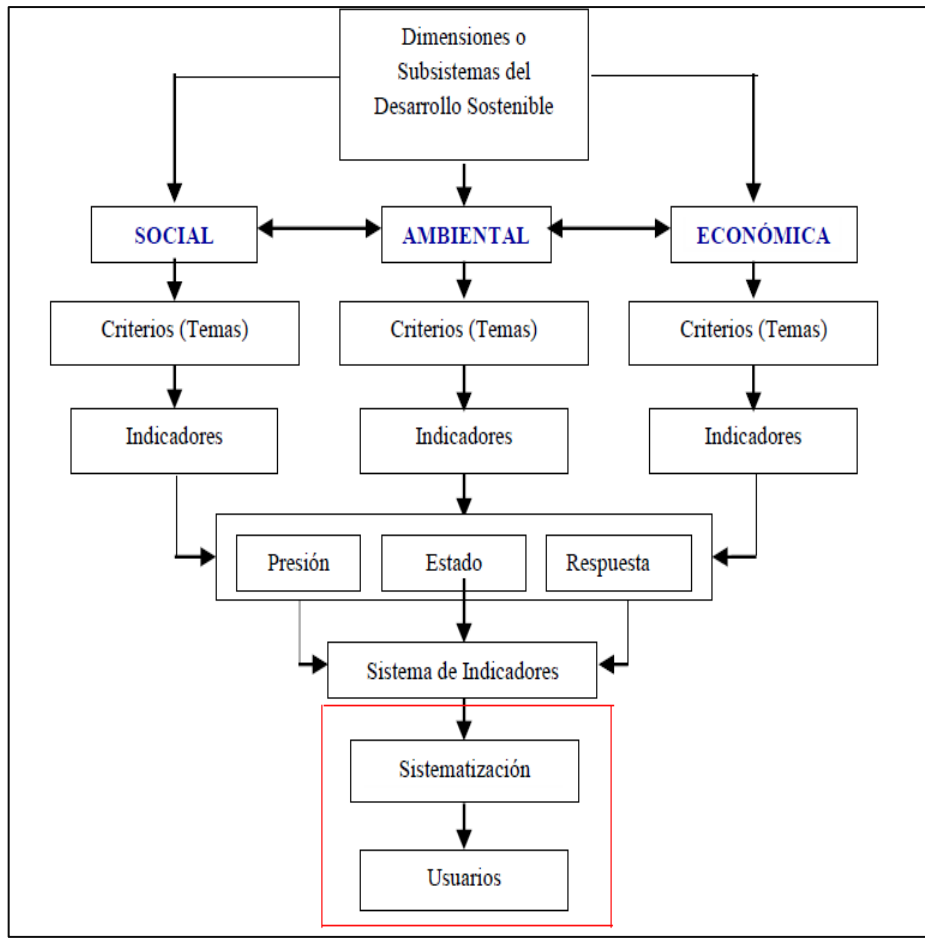 Dimensiones o
Subsistemas del
Desarrollo Sostenible
SOCIAL
AMBIENTAL
ECONÓMICA
Criterios (Temas)
Criterios (Temas)
Criterios (Temas)
Indicadores
Indicadores
Indicadores
Presión
Estado
Respuesta
Sistema de Indicadores
Sistematización
Usuarios